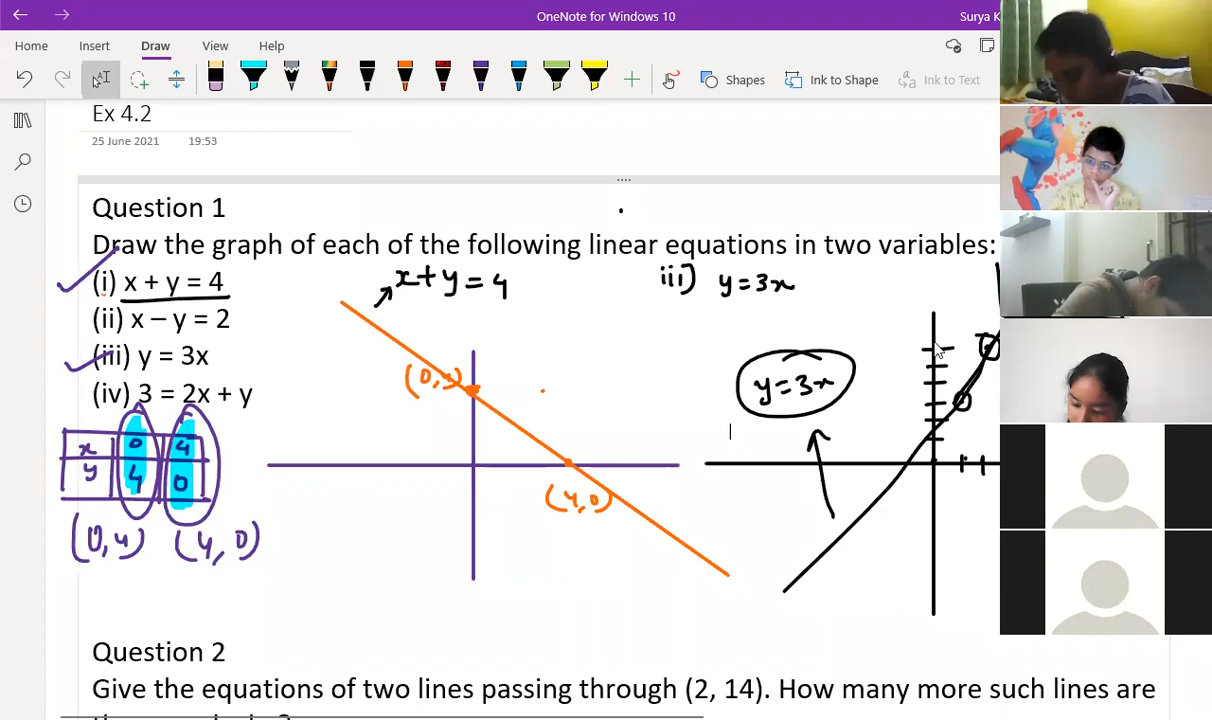 OneNote for Windows 10
Surya K
Home Insert Draw View Help
Shapes Ink to Shape Ink to Text
Ex 4.2
25 June 2021 19:53
Question 1
Draw the graph of each of the following linear equations in two variables:
(i) x + y = 4
(ii) x – y = 2
(iii) y = 3x
(iv) 3 = 2x + y
x 0 4
y 4 0
(0,4) (4,0)
x+y=4
(4,0)
iii) y=3x
y=3x
Question 2
Give the equations of two lines passing through (2, 14). How many more such lines are